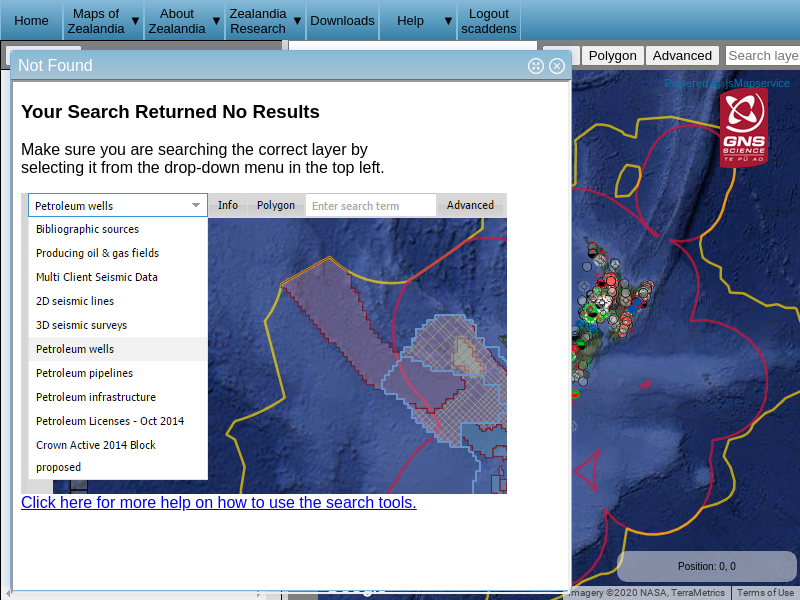 Home
Maps of
Zealandia ▼
About
Zealandia ▼
Zealandia
Research ▼
Downloads
Help ▼
Logout
scaddens
Polygon
Advanced
Search laye
Not Found
Powered by jsMapservice
GNS
SCIENCE
TE PŪ AO
Your Search Returned No Results
Make sure you are searching the correct layer by
selecting it from the drop-down menu in the top left.
Petroleum wells
Info
Polygon
Enter search term
Advanced
Bibliographic sources
Producing oil & gas fields
Multi Client Seismic Data
2D seismic lines
3D seismic surveys
Petroleum wells
Petroleum pipelines
Petroleum infrastructure
Petroleum Licenses - Oct 2014
Crown Active 2014 Block
proposed
Click here for more help on how to use the search tools.
Position: 0, 0
Imagery ©2020 NASA, TerraMetrics
Terms of Use